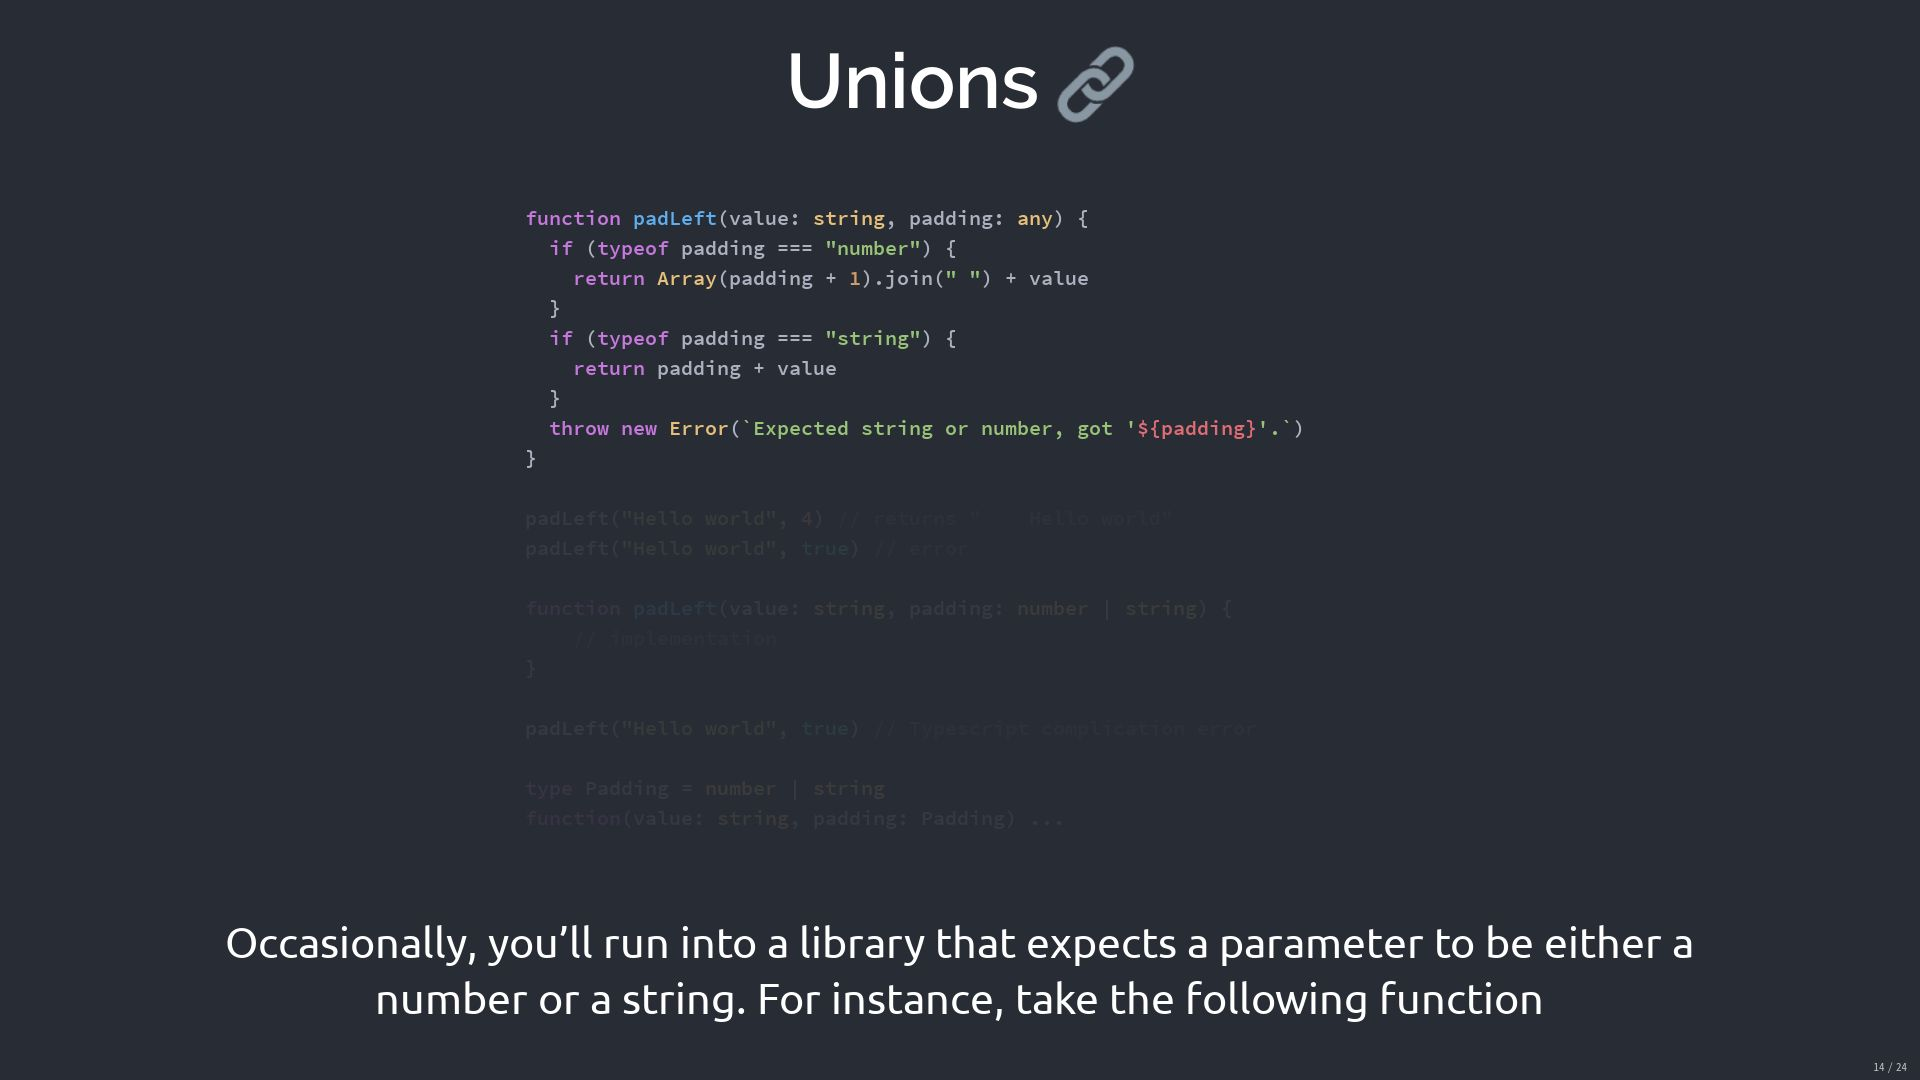 Unions 🔗
function padLeft(value: string, padding: any) {
  if (typeof padding === "number") {
    return Array(padding + 1).join(" ") + value
  }
  if (typeof padding === "string") {
    return padding + value
  }
  throw new Error(`Expected string or number, got '${padding}'.`)
}
padLeft("Hello world", 4) // returns "    Hello world"
padLeft("Hello world", true) // error
function padLeft(value: string, padding: number | string) {
    // implementation
}
padLeft("Hello world", true) // Typescript complication error
type Padding = number | string
function(value: string, padding: Padding) ...
Occasionally, you’ll run into a library that expects a parameter to be either a
number or a string. For instance, take the following function
14 / 24